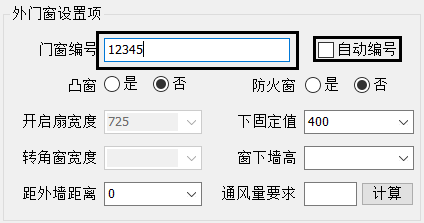 外门窗设置项
门窗编号 12345 自动编号
凸窗 是 否 防火窗 是 否
开启扇宽度 725 下固定值 400
转角窗宽度 窗下墙高
距外墙距离 0 通风量要求 计算